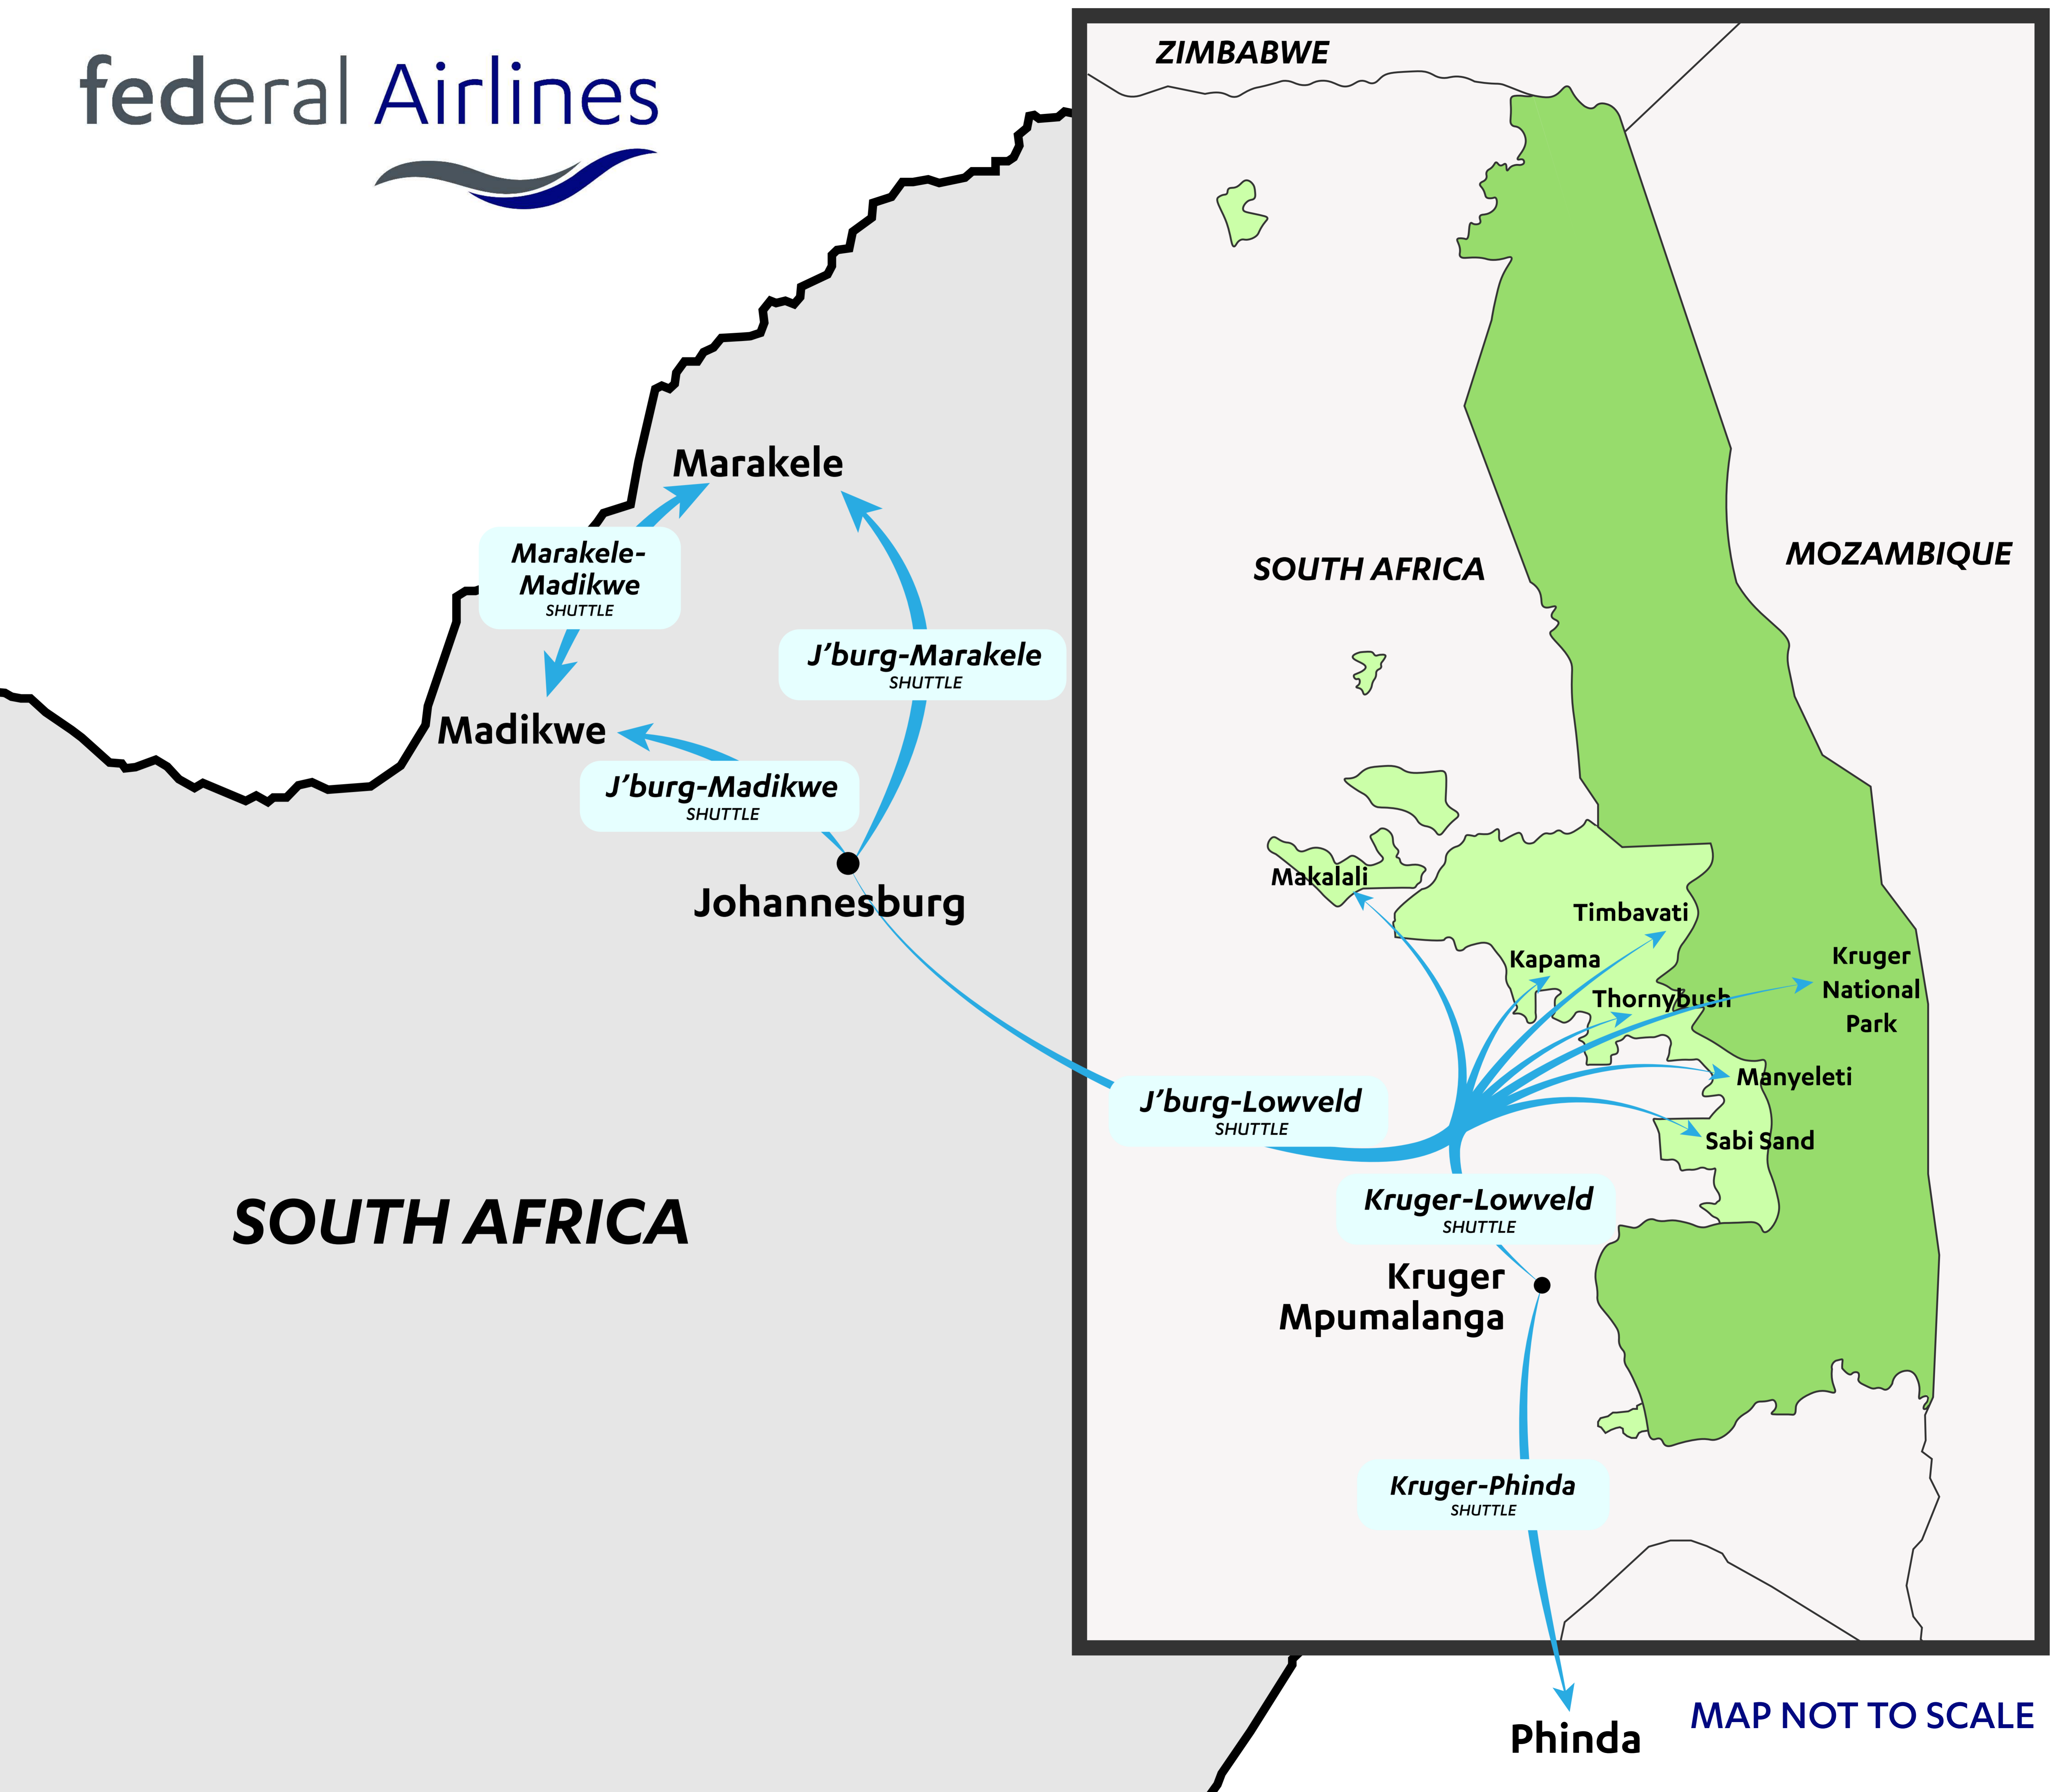 federal Airlines
ZIMBABWE
SOUTH AFRICA
MOZAMBIQUE
Marakele
Marakele-
Madikwe
SHUTTLE
J’burg-Marakele
SHUTTLE
Madikwe
J’burg-Madikwe
SHUTTLE
Johannesburg
Makalali
Timbavati
Kapama
Thornybush
Kruger
National
Park
Manyeleti
Sabi Sand
J’burg-Lowveld
SHUTTLE
Kruger-Lowveld
SHUTTLE
SOUTH AFRICA
Kruger
Mpumalanga
Kruger-Phinda
SHUTTLE
Phinda
MAP NOT TO SCALE